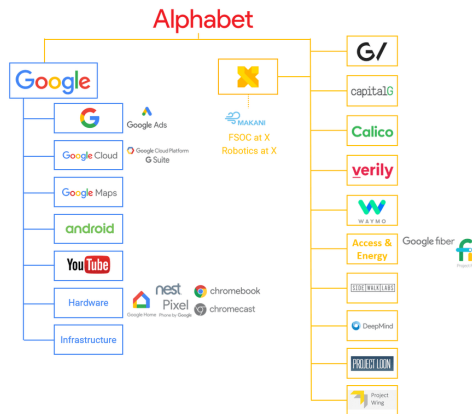 Alphabet
Google
G
Google Ads
Google Cloud
Google Cloud Platform
G Suite
Google Maps
android
YouTube
Hardware
Google Home
nest
Pixel
Phone by Google
chromebook
chromecast
Infrastructure
X
MAKANI
FSOC at X
Robotics at X
G/
capitalG
Calico
verily
WAYMO
Access &
Energy
Google fiber
fi
SIDEWALK LABS
DeepMind
PROJECT LOON
Project
Wing